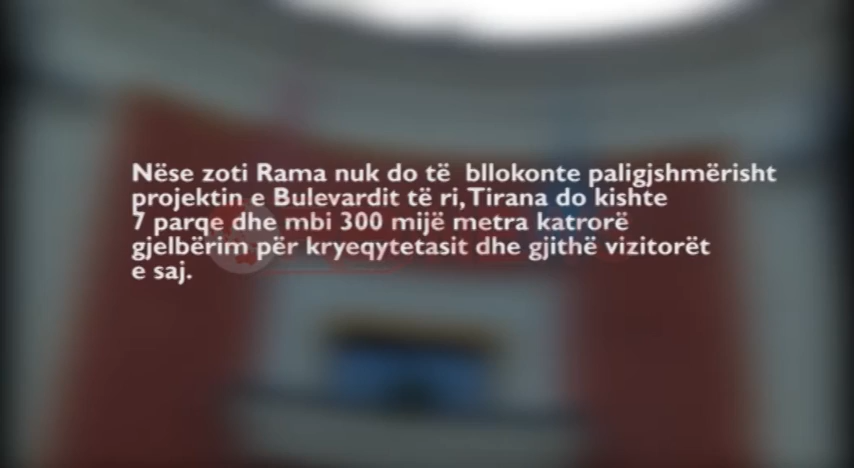 Nëse zoti Rama nuk do të bllokonte paligjshmërisht
projektin e Bulevardit të ri,Tirana do kishte
7 parqe dhe mbi 300 mijë metra katrorë
gjelbërim për kryeqytetasit dhe gjithë vizitorët
e saj.